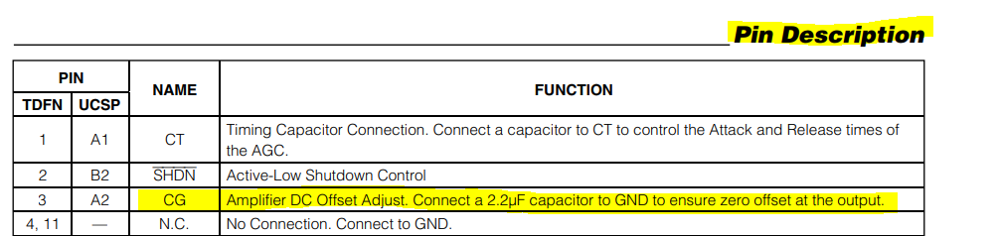 Pin Description
PIN NAME FUNCTION
TDFN UCSP
1 A1 CT Timing Capacitor Connection. Connect a capacitor to CT to control the Attack and Release times of
the AGC.
2 B2 SHDN Active-Low Shutdown Control
3 A2 CG Amplifier DC Offset Adjust. Connect a 2.2µF capacitor to GND to ensure zero offset at the output.
4, 11 — N.C. No Connection. Connect to GND.